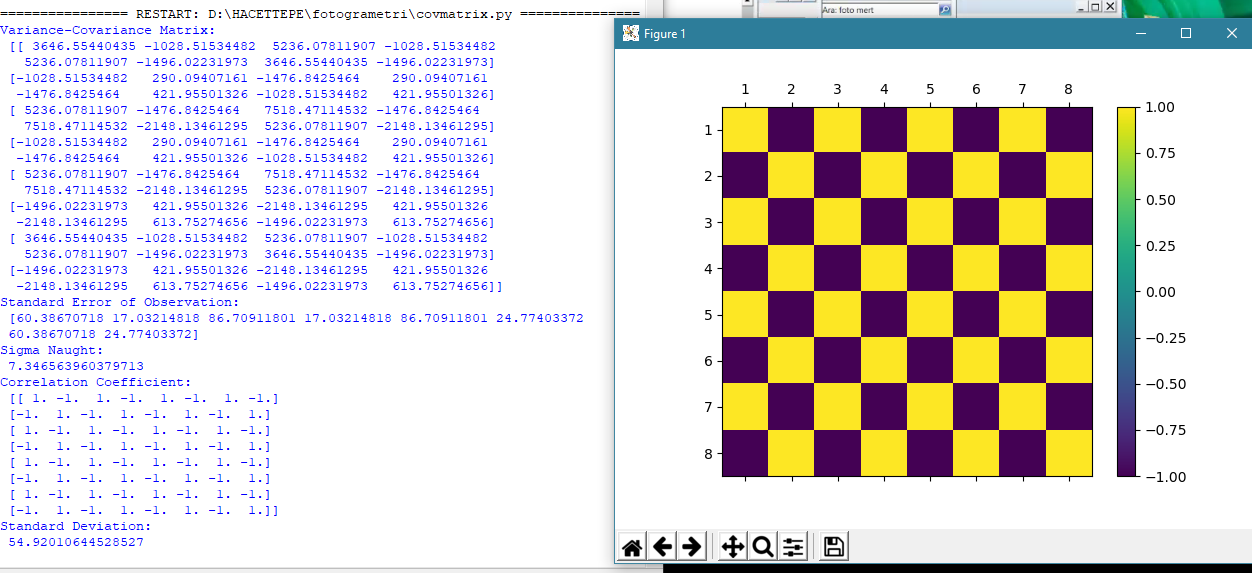 =============== RESTART: D:\HACETTEPE\fotogrametri\covmatrix.py ===============
Variance-Covariance Matrix:
[[ 3646.55440435 -1028.51534482  5236.07811907 -1028.51534482
5236.07811907 -1496.02231973  3646.55440435 -1496.02231973]
[-1028.51534482   290.09407161 -1476.8425464    290.09407161
-1476.8425464    421.95501326 -1028.51534482   421.95501326]
[ 5236.07811907 -1476.8425464   7518.47114532 -1476.8425464
7518.47114532 -2148.13461295  5236.07811907 -2148.13461295]
[-1028.51534482   290.09407161 -1476.8425464    290.09407161
-1476.8425464    421.95501326 -1028.51534482   421.95501326]
[ 5236.07811907 -1476.8425464   7518.47114532 -1476.8425464
7518.47114532 -2148.13461295  5236.07811907 -2148.13461295]
[-1496.02231973   421.95501326 -2148.13461295   421.95501326
-2148.13461295   613.75274656 -1496.02231973   613.75274656]
[ 3646.55440435 -1028.51534482  5236.07811907 -1028.51534482
5236.07811907 -1496.02231973  3646.55440435 -1496.02231973]
[-1496.02231973   421.95501326 -2148.13461295   421.95501326
-2148.13461295   613.75274656 -1496.02231973   613.75274656]]
Standard Error of Observation:
[60.38670718 17.03214818 86.70911801 17.03214818 86.70911801 24.77403372
60.38670718 24.77403372]
Sigma Naught:
7.346563960379713
Correlation Coefficient:
[[ 1. -1.  1. -1.  1. -1.  1. -1.]
[-1.  1. -1.  1. -1.  1. -1.  1.]
[ 1. -1.  1. -1.  1. -1.  1. -1.]
[-1.  1. -1.  1. -1.  1. -1.  1.]
[ 1. -1.  1. -1.  1. -1.  1. -1.]
[-1.  1. -1.  1. -1.  1. -1.  1.]
[ 1. -1.  1. -1.  1. -1.  1. -1.]
[-1.  1. -1.  1. -1.  1. -1.  1.]]
Standard Deviation:
54.92010644528527
Ara: foto mert
Figure 1
1 2 3 4 5 6 7 8
1
2
3
4
5
6
7
8
1.00
0.75
0.50
0.25
0.00
−0.25
−0.50
−0.75
−1.00